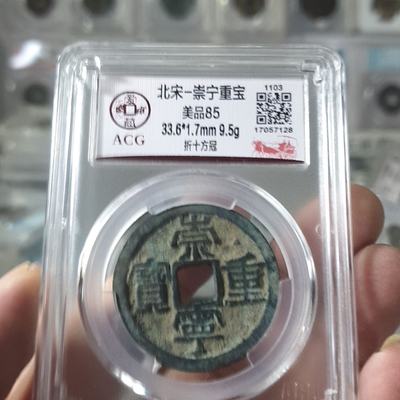 北宋-崇宁重宝
美品85
33.6*1.7mm 9.5g
折十方冠
ACG
1103
17057128
崇
寧
重
寳